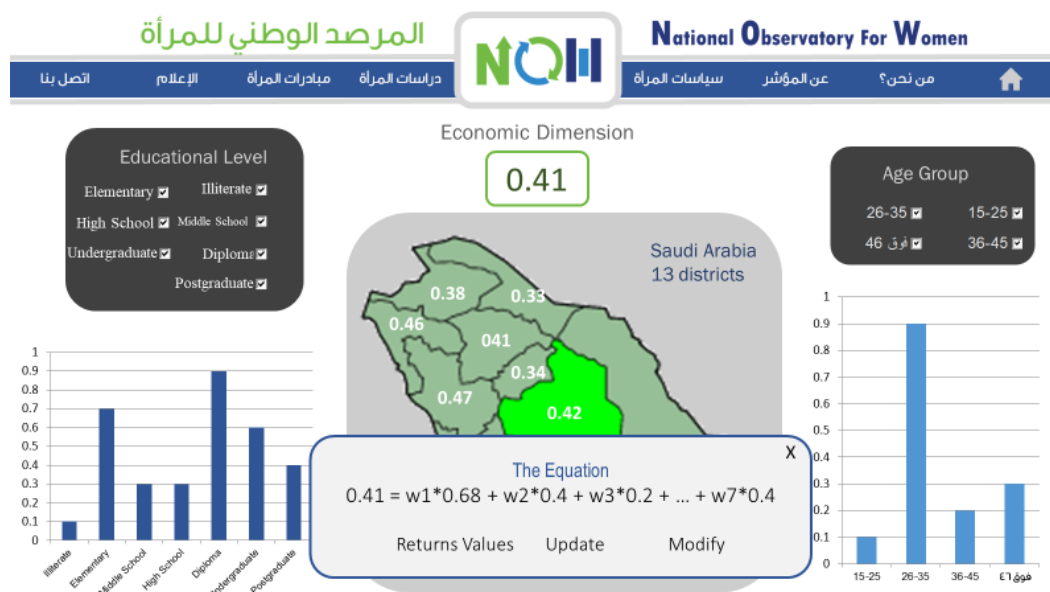 المرصد الوطني للمرأة
National Observatory For Women
NOW
من نحن؟
عن المؤشر
سياسات المرأة
دراسات المرأة
مبادرات المرأة
الإعلام
اتصل بنا
Economic Dimension
0.41
Educational Level
Elementary Illiterate
High School Middle School
Undergraduate Diploma
Postgraduate
Age Group
26-35 15-25
فوق 46 36-45
Saudi Arabia
13 districts
0.38
0.33
0.46
041
0.34
0.47
0.42
1
0.9
0.8
0.7
0.6
0.5
0.4
0.3
0.2
0.1
0
Illiterate
Elementary
Middle School
High School
Diploma
Undergraduate
Postgraduate
1
0.9
0.8
0.7
0.6
0.5
0.4
0.3
0.2
0.1
0
15-25
26-35
36-45
فوق ٤٦
X
The Equation
0.41 = w1*0.68 + w2*0.4 + w3*0.2 + ... + w7*0.4
Returns Values Update Modify